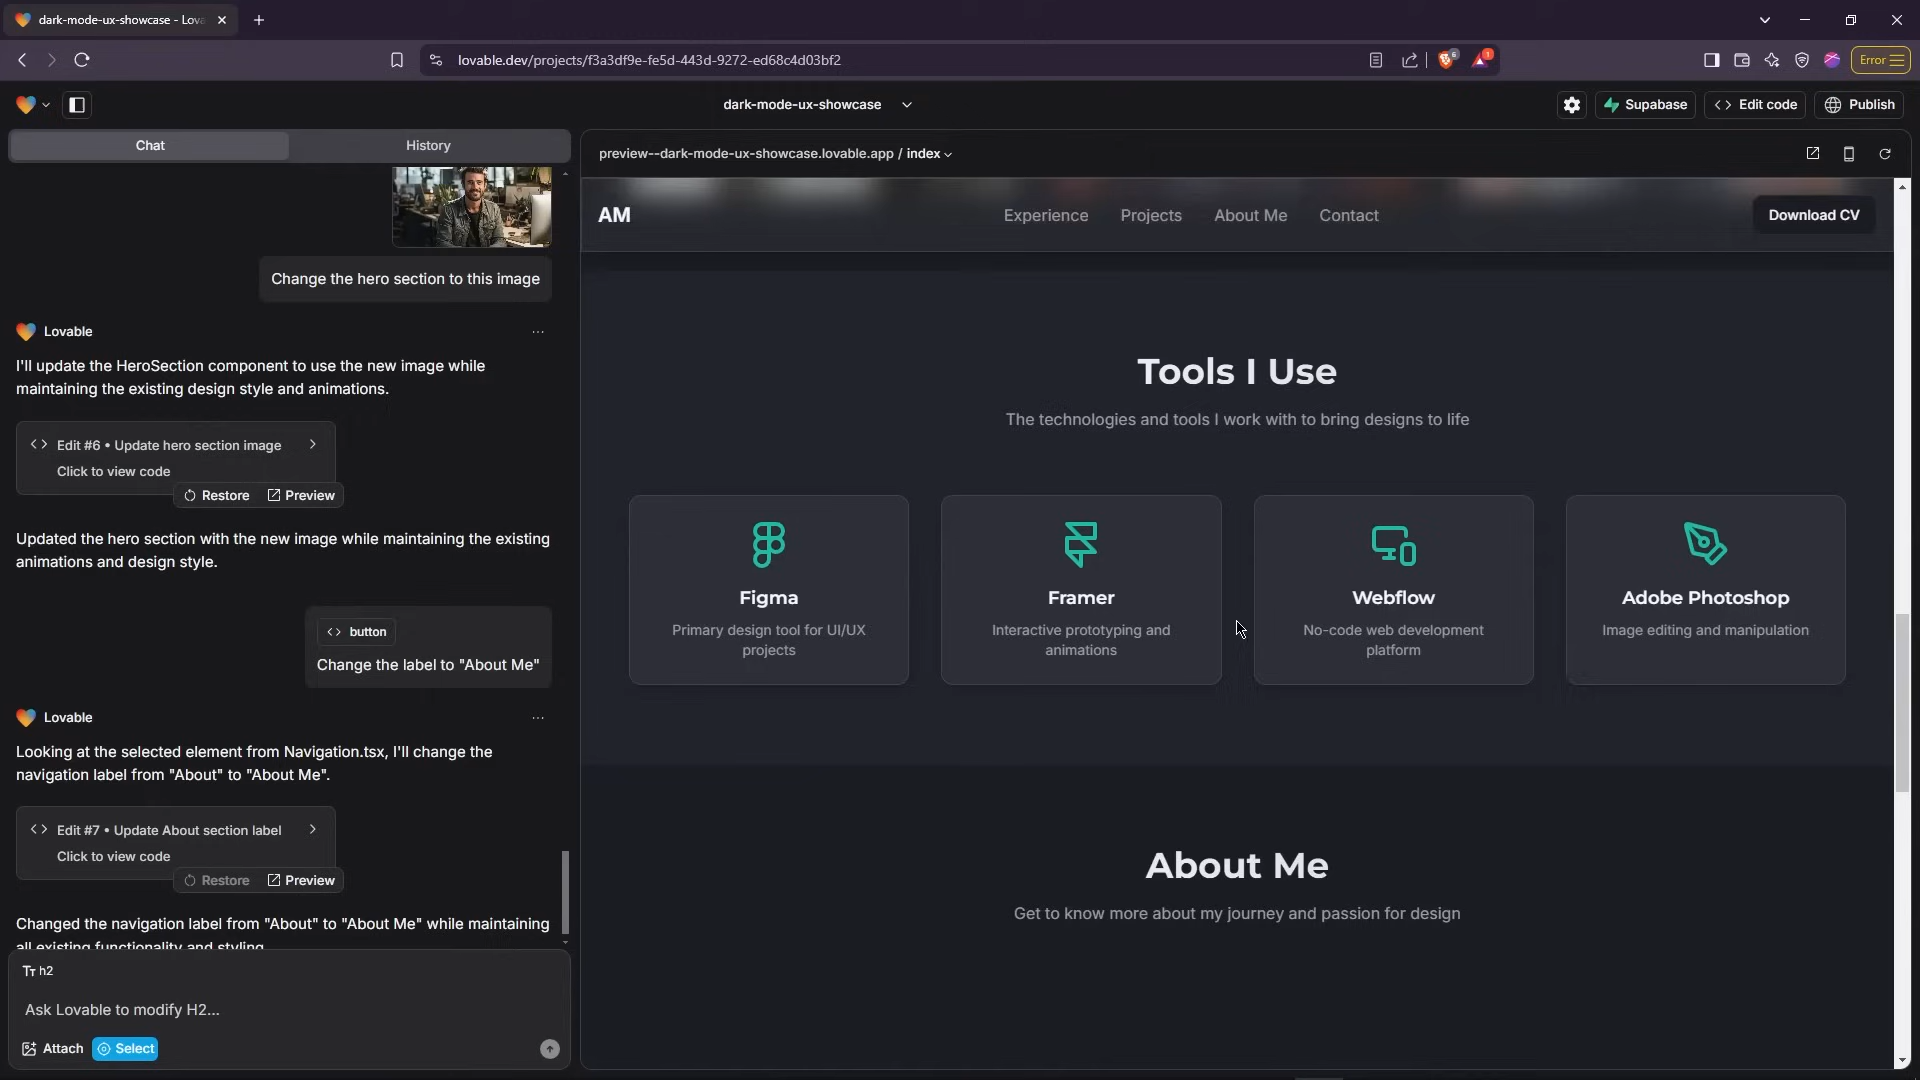 dark-mode-ux-showcase - Lova
lovable.dev/projects/f3a3df9e-fe5d-443d-9272-ed68c4d03bf2
6
1
Error
dark-mode-ux-showcase
Supabase
Edit code
Publish
Chat
History
preview--dark-mode-ux-showcase.lovable.app / index
Change the hero section to this image
Lovable
I'll update the HeroSection component to use the new image while
maintaining the existing design style and animations.
Edit #6 • Update hero section image
Click to view code
Restore
Preview
Updated the hero section with the new image while maintaining the existing
animations and design style.
button
Change the label to "About Me"
Lovable
Looking at the selected element from Navigation.tsx, I'll change the
navigation label from "About" to "About Me".
Edit #7 • Update About section label
Click to view code
Restore
Preview
Changed the navigation label from "About" to "About Me" while maintaining
all existing functionality and styling.
Tт h2
Ask Lovable to modify H2...
Attach
Select
AM
Experience
Projects
About Me
Contact
Download CV
Tools I Use
The technologies and tools I work with to bring designs to life
Figma
Primary design tool for UI/UX
projects
Framer
Interactive prototyping and
animations
Webflow
No-code web development
platform
Adobe Photoshop
Image editing and manipulation
About Me
Get to know more about my journey and passion for design